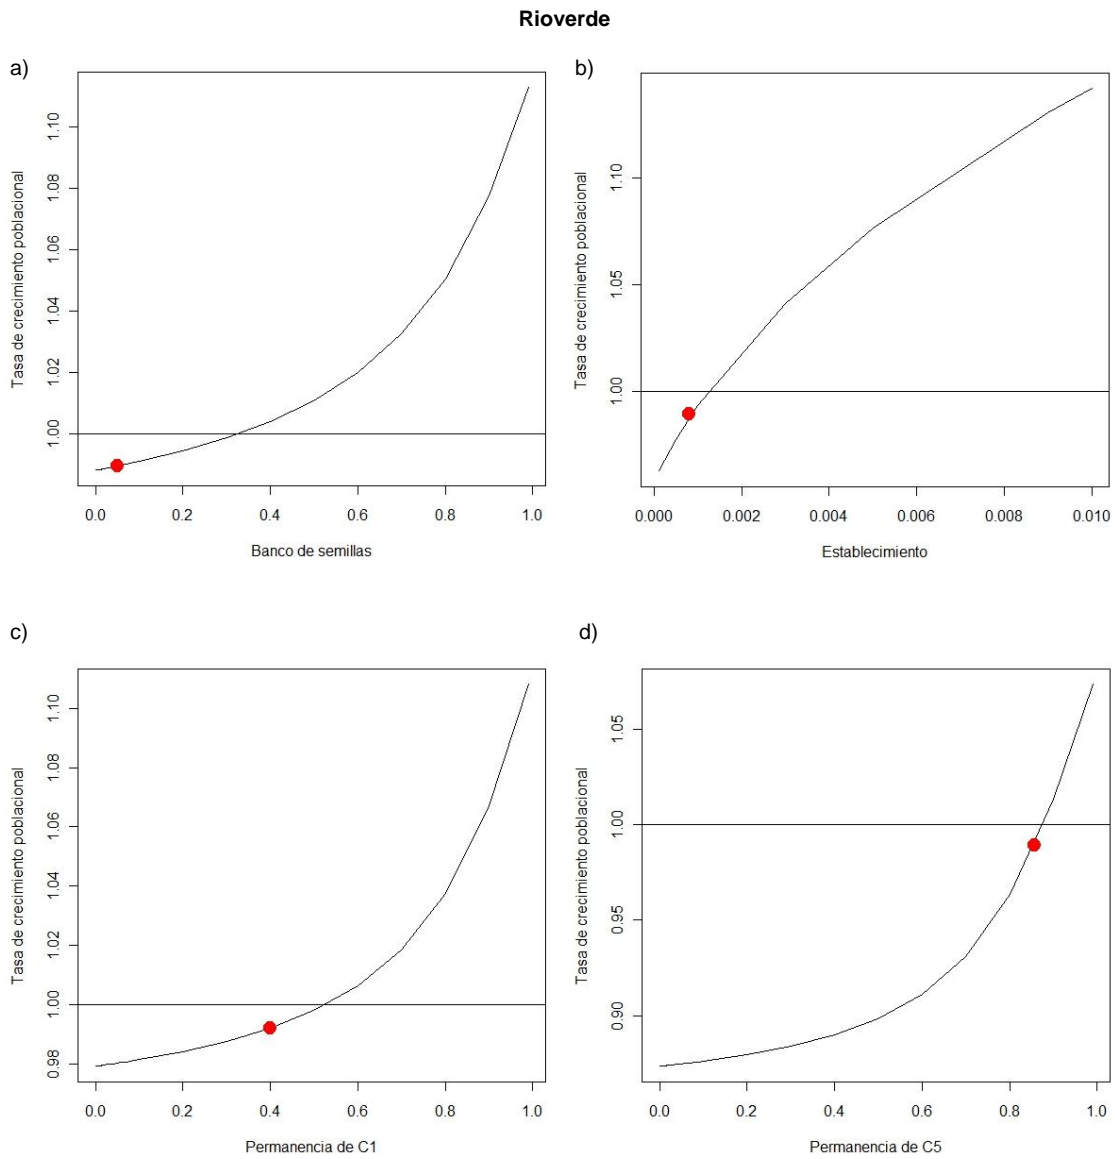 Rioverde
a)
Tasa de crecimiento poblacional
1.00 1.02 1.04 1.06 1.08 1.10
0.0 0.2 0.4 0.6 0.8 1.0
Banco de semillas
b)
Tasa de crecimiento poblacional
1.00 1.05 1.10
0.000 0.002 0.004 0.006 0.008 0.010
Establecimiento
c)
Tasa de crecimiento poblacional
0.98 1.00 1.02 1.04 1.06 1.08 1.10
0.0 0.2 0.4 0.6 0.8 1.0
Permanencia de C1
d)
Tasa de crecimiento poblacional
0.90 0.95 1.00 1.05
0.0 0.2 0.4 0.6 0.8 1.0
Permanencia de C5